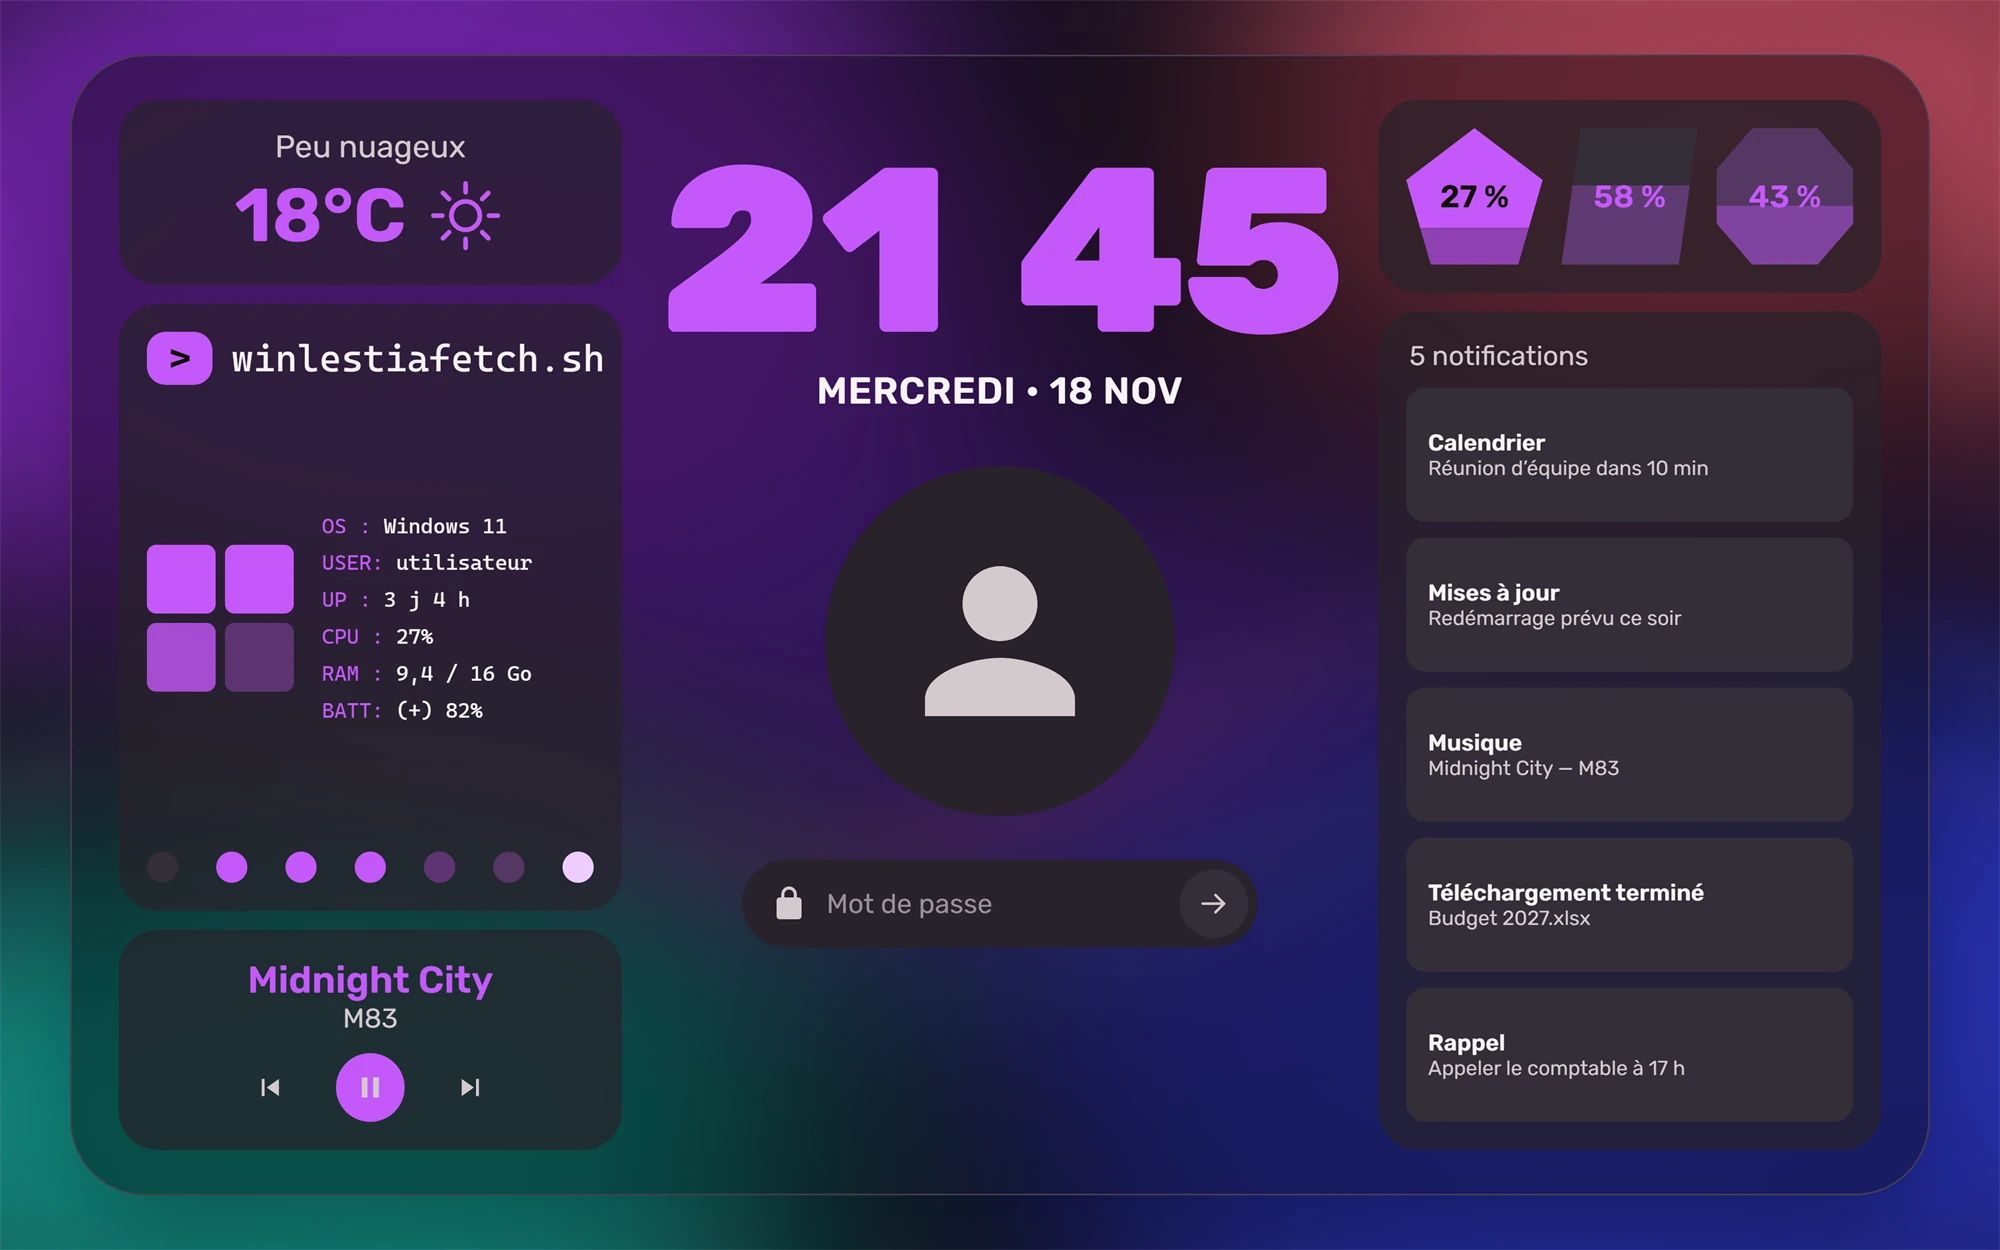 Peu nuageux
18°C
> winlestiafetch.sh
OS : Windows 11
USER: utilisateur
UP : 3 j 4 h
CPU : 27%
RAM : 9,4 / 16 Go
BATT: (+) 82%
Midnight City
M83
21 45
MERCREDI • 18 NOV
Mot de passe
27 %
58 %
43 %
5 notifications
Calendrier
Réunion d’équipe dans 10 min
Mises à jour
Redémarrage prévu ce soir
Musique
Midnight City — M83
Téléchargement terminé
Budget 2027.xlsx
Rappel
Appeler le comptable à 17 h